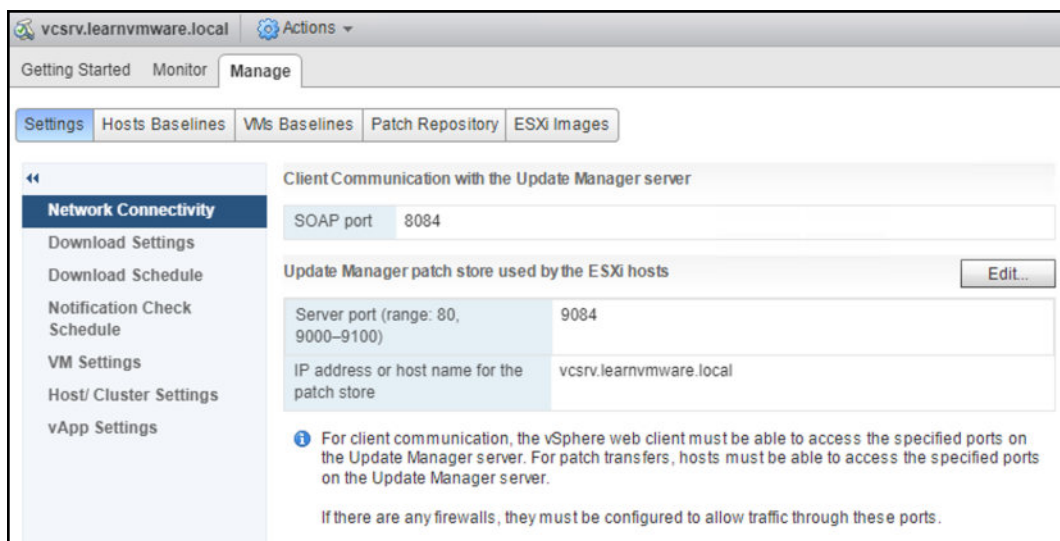 vcsrv.learnvmware.local Actions
Getting Started Monitor Manage
Settings Hosts Baselines VMs Baselines Patch Repository ESXi Images
Network Connectivity
Download Settings
Download Schedule
Notification Check
Schedule
VM Settings
Host/ Cluster Settings
vApp Settings
Client Communication with the Update Manager server
SOAP port 8084
Update Manager patch store used by the ESXi hosts Edit...
Server port (range: 80,
9000–9100) 9084
IP address or host name for the
patch store vcsrv.learnvmware.local
For client communication, the vSphere web client must be able to access the specified ports on
the Update Manager server. For patch transfers, hosts must be able to access the specified ports
on the Update Manager server.
If there are any firewalls, they must be configured to allow traffic through these ports.